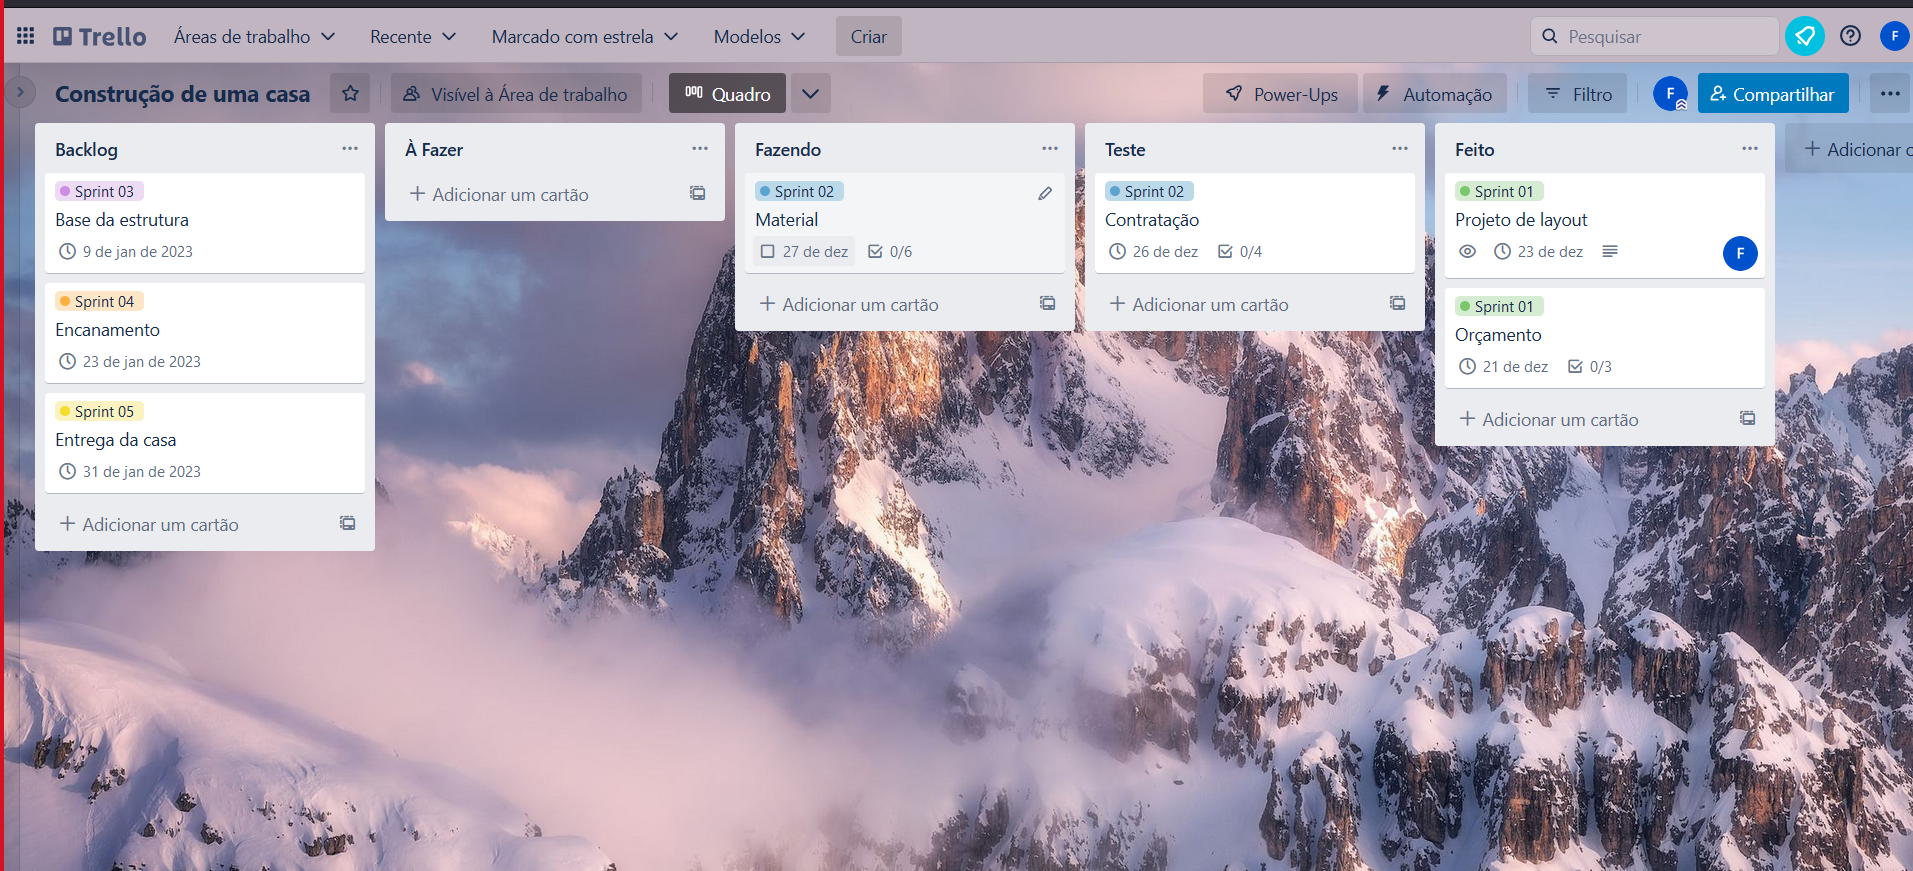 Trello
Áreas de trabalho
Recente
Marcado com estrela
Modelos
Criar
Pesquisar
F
Construção de uma casa
Visível à Área de trabalho
Quadro
Power-Ups
Automação
Filtro
F
Compartilhar
Backlog
Sprint 03
Base da estrutura
9 de jan de 2023
Sprint 04
Encanamento
23 de jan de 2023
Sprint 05
Entrega da casa
31 de jan de 2023
+ Adicionar um cartão
À Fazer
+ Adicionar um cartão
Fazendo
Sprint 02
Material
27 de dez 0/6
+ Adicionar um cartão
Teste
Sprint 02
Contratação
26 de dez 0/4
+ Adicionar um cartão
Feito
Sprint 01
Projeto de layout
23 de dez
F
Sprint 01
Orçamento
21 de dez 0/3
+ Adicionar um cartão
+ Adicionar